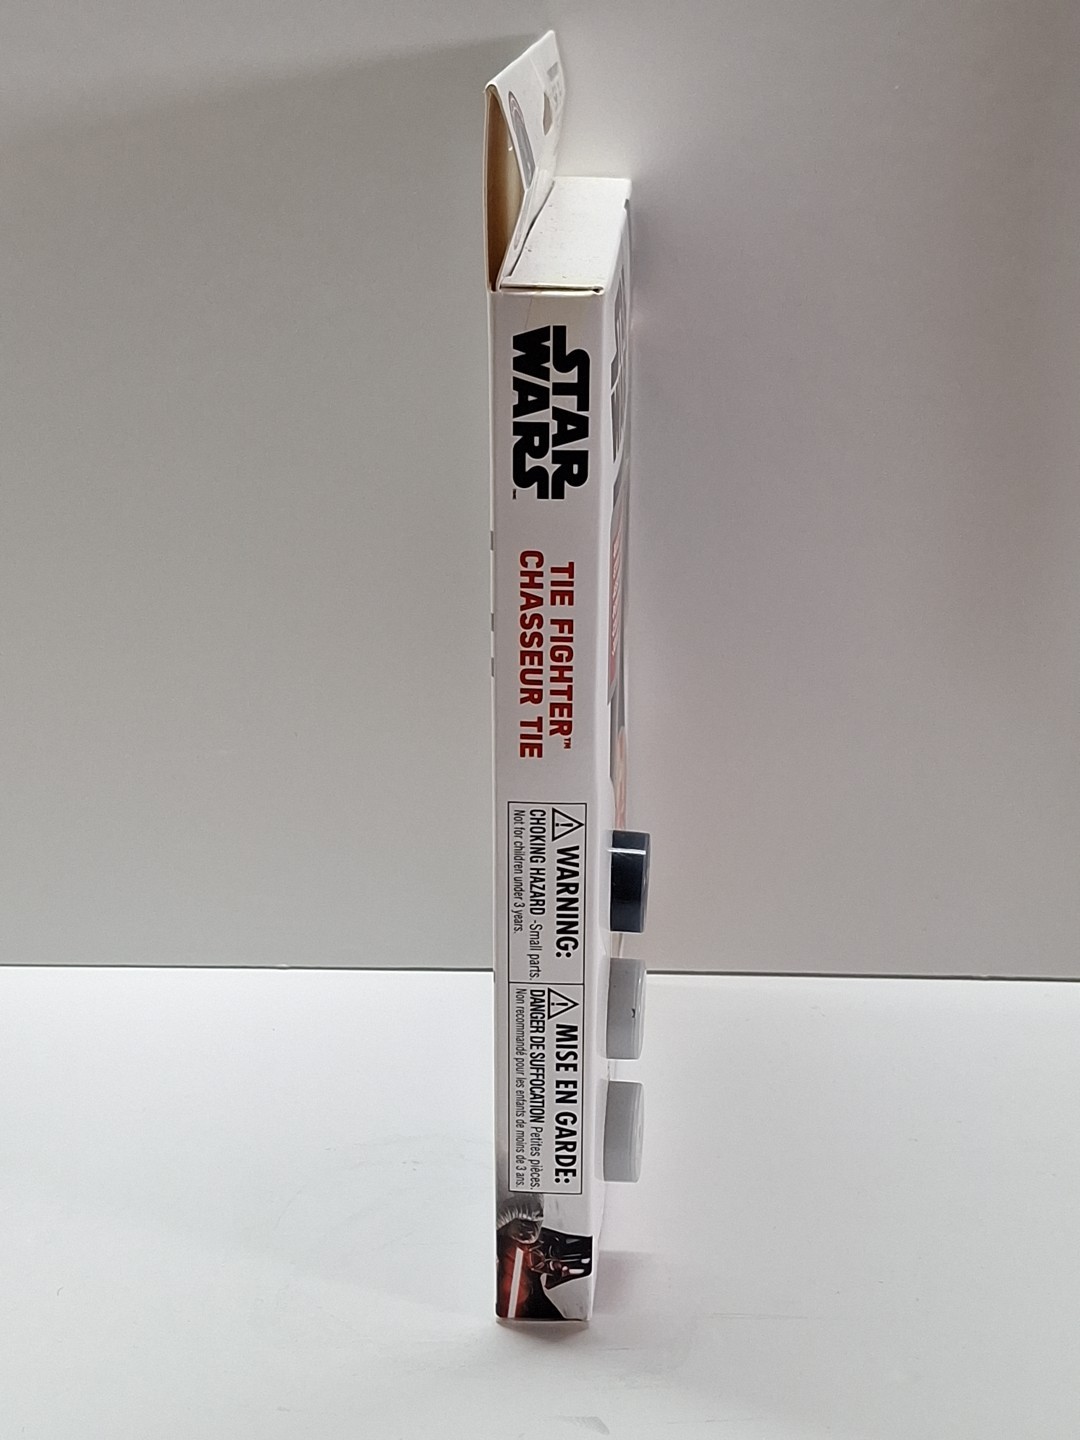 STAR
WARS™
TIE FIGHTER™
CHASSEUR TIE
⚠ WARNING:
CHOKING HAZARD -Small parts.
Not for children under 3 years.
⚠ MISE EN GARDE:
DANGER DE SUFFOCATION Petites pièces.
Non recommandé pour les enfants de moins de 3 ans.